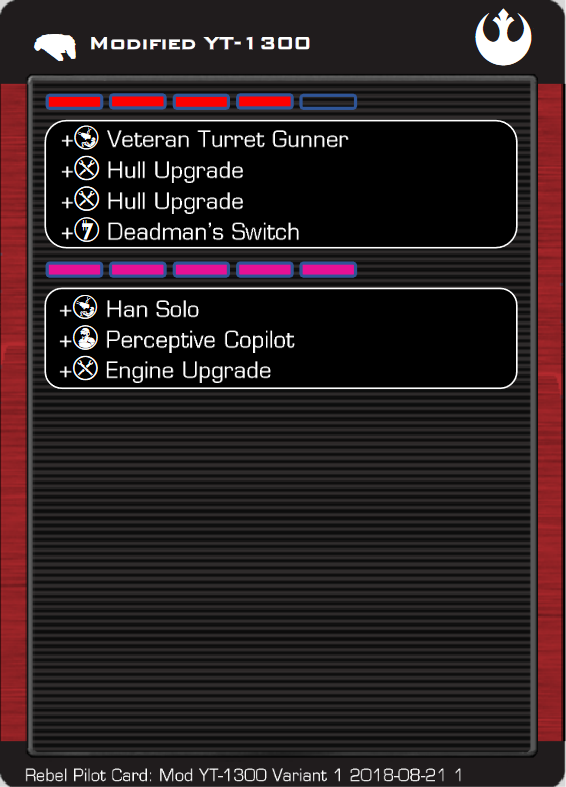 Modified YT-1300
+ Veteran Turret Gunner
+ Hull Upgrade
+ Hull Upgrade
+ Deadman's Switch
+ Han Solo
+ Perceptive Copilot
+ Engine Upgrade
Rebel Pilot Card: Mod YT-1300 Variant 1 2018-08-21 1